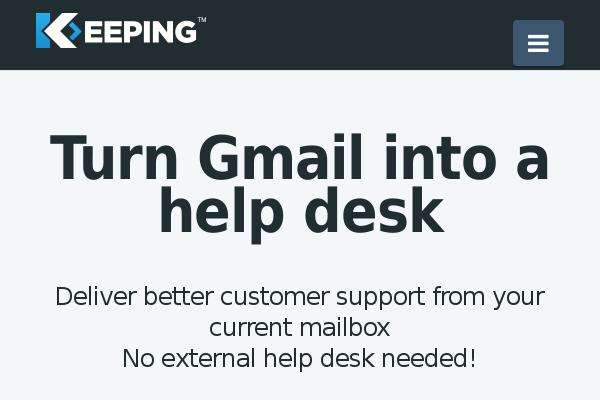 KEEPING™
Turn Gmail into a
help desk
Deliver better customer support from your
current mailbox
No external help desk needed!